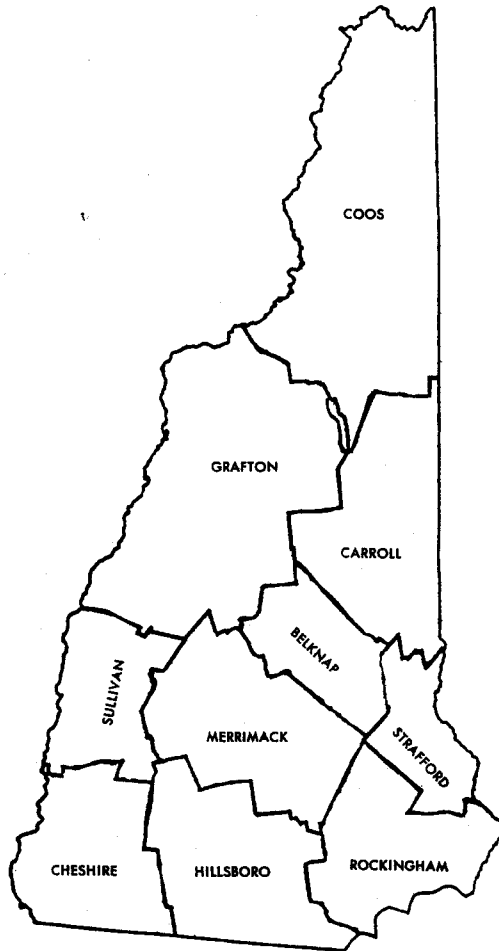 COOS
GRAFTON
CARROLL
BELKNAP
SULLIVAN
MERRIMACK
STRAFFORD
CHESHIRE
HILLSBORO
ROCKINGHAM